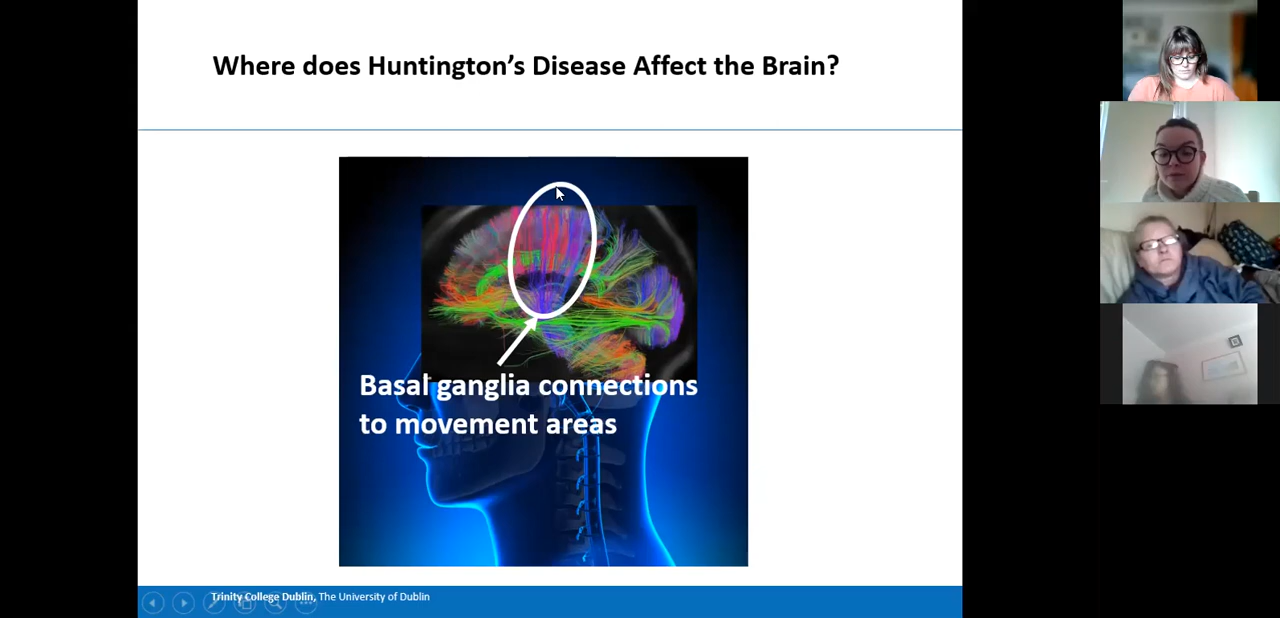 Where does Huntington’s Disease Affect the Brain?
Basal ganglia connections
to movement areas
Trinity College Dublin, The University of Dublin